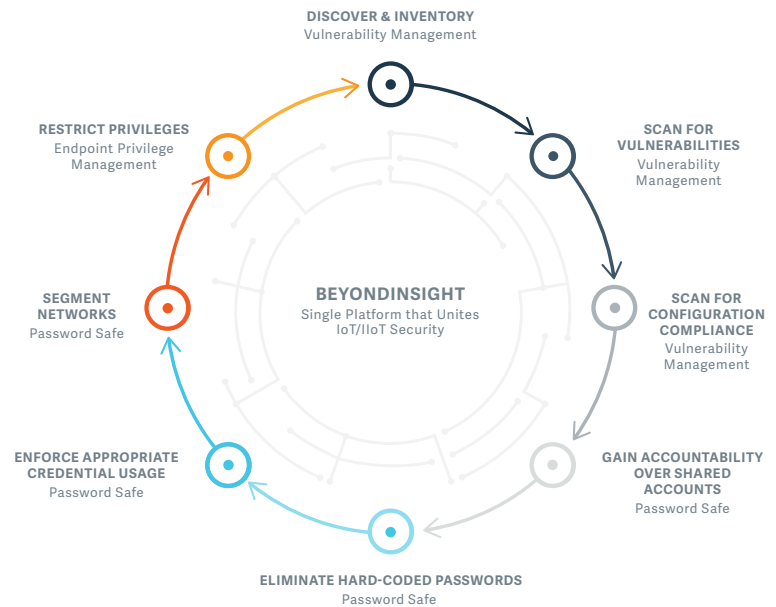 DISCOVER & INVENTORY
Vulnerability Management
SCAN FOR
VULNERABILITIES
Vulnerability
Management
SCAN FOR
CONFIGURATION
COMPLIANCE
Vulnerability
Management
GAIN ACCOUNTABILITY
OVER SHARED
ACCOUNTS
Password Safe
ELIMINATE HARD-CODED PASSWORDS
Password Safe
ENFORCE APPROPRIATE
CREDENTIAL USAGE
Password Safe
SEGMENT
NETWORKS
Password Safe
RESTRICT PRIVILEGES
Endpoint Privilege
Management
BEYONDINSIGHT
Single Platform that Unites
IoT/IIoT Security